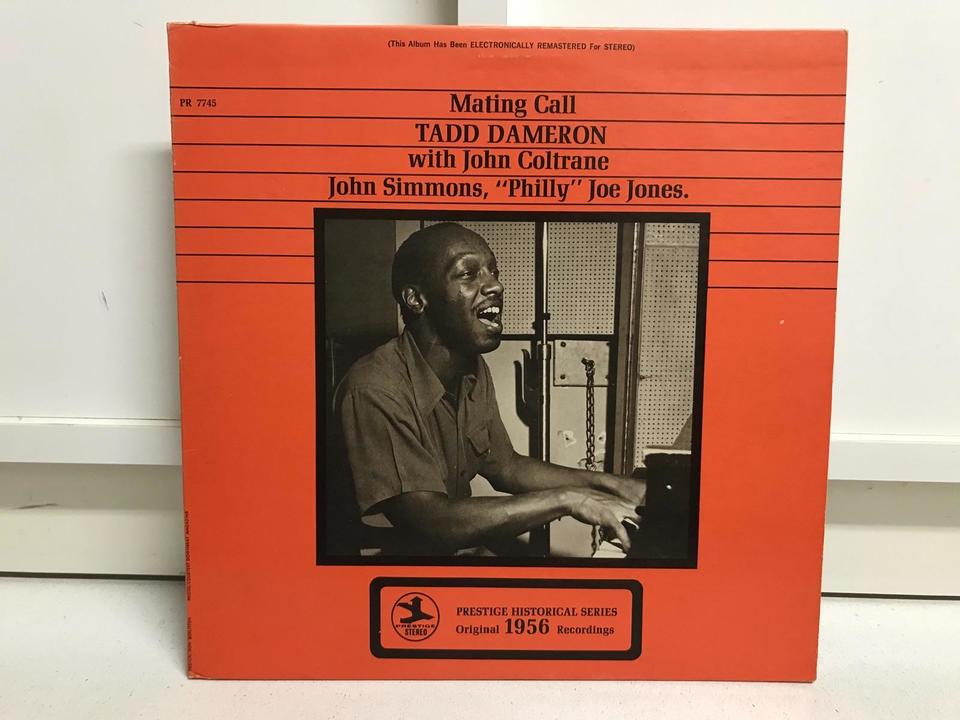 (This Album Has Been ELECTRONICALLY REMASTERED For STEREO)
PR 7745
Mating Call
TADD DAMERON
with John Coltrane
John Simmons, "Philly" Joe Jones.
PRESTIGE
STEREO
PRESTIGE HISTORICAL SERIES
Original 1956 Recordings